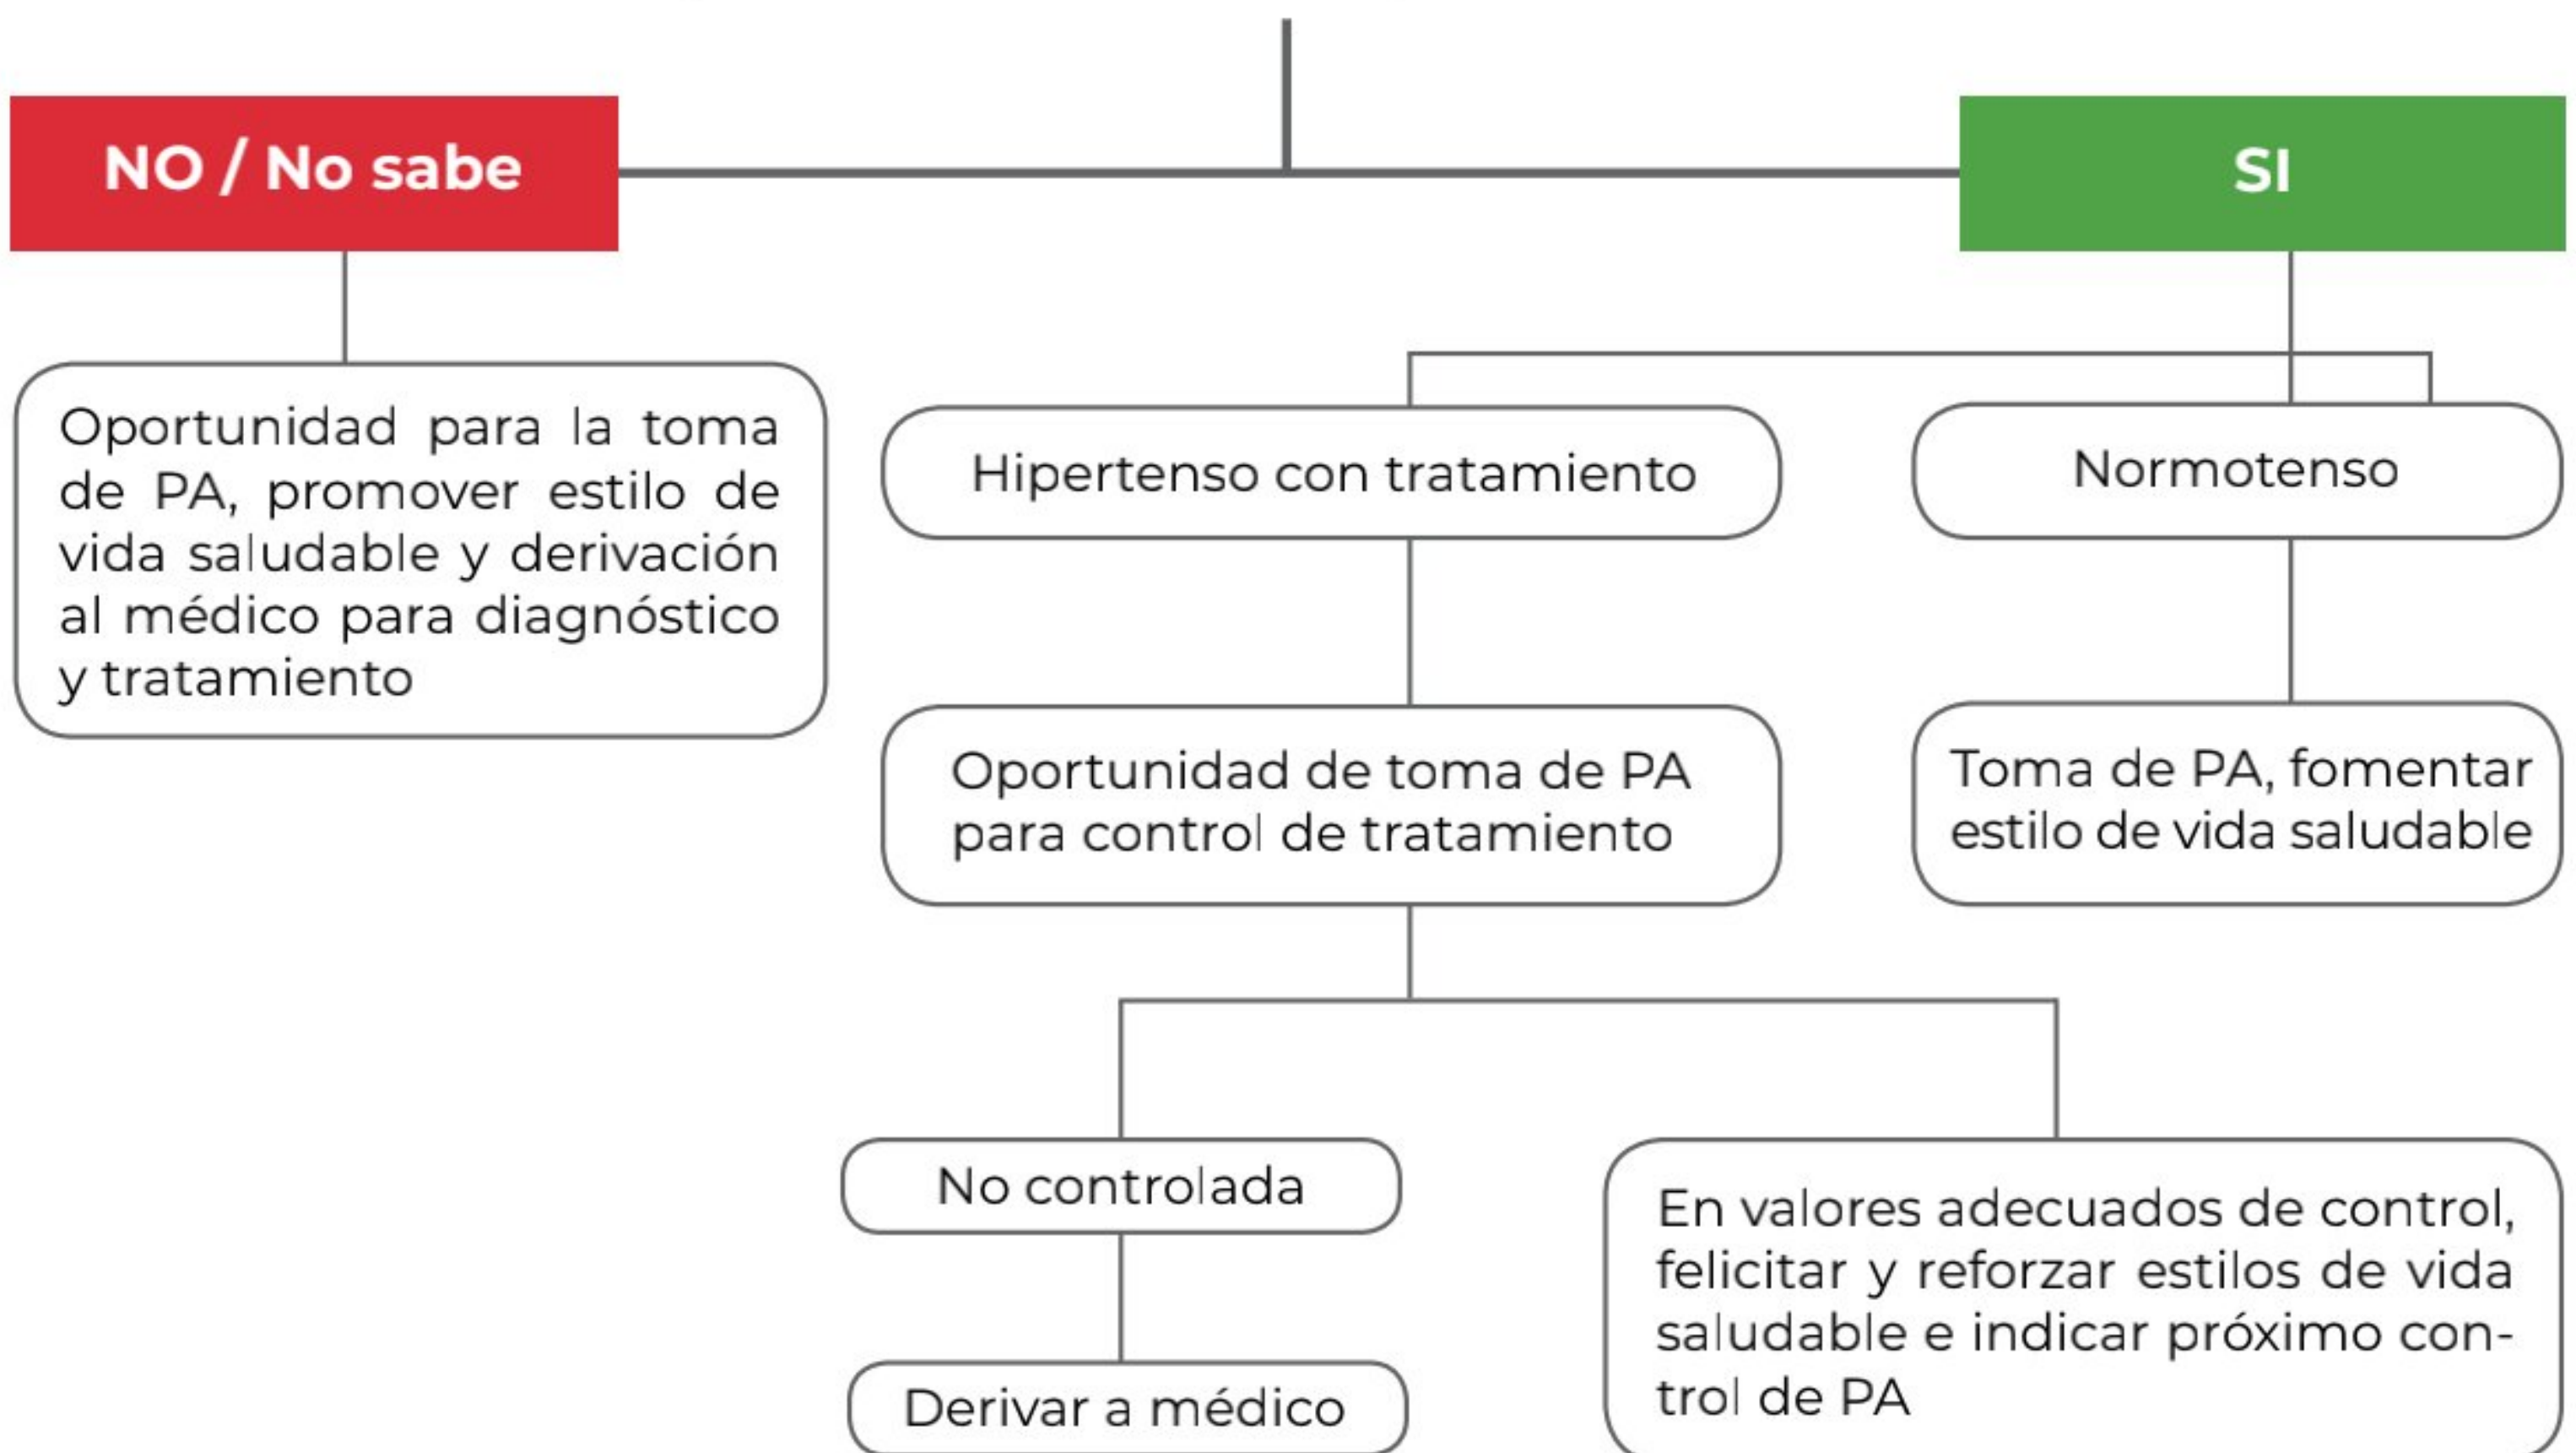 NO / No sabe
SI
Oportunidad para la toma
de PA, promover estilo de
vida saludable y derivación
al médico para diagnóstico
y tratamiento
Hipertenso con tratamiento
Normotenso
Oportunidad de toma de PA
para control de tratamiento
Toma de PA, fomentar
estilo de vida saludable
No controlada
Derivar a médico
En valores adecuados de control,
felicitar y reforzar estilos de vida
saludable e indicar próximo con-
trol de PA